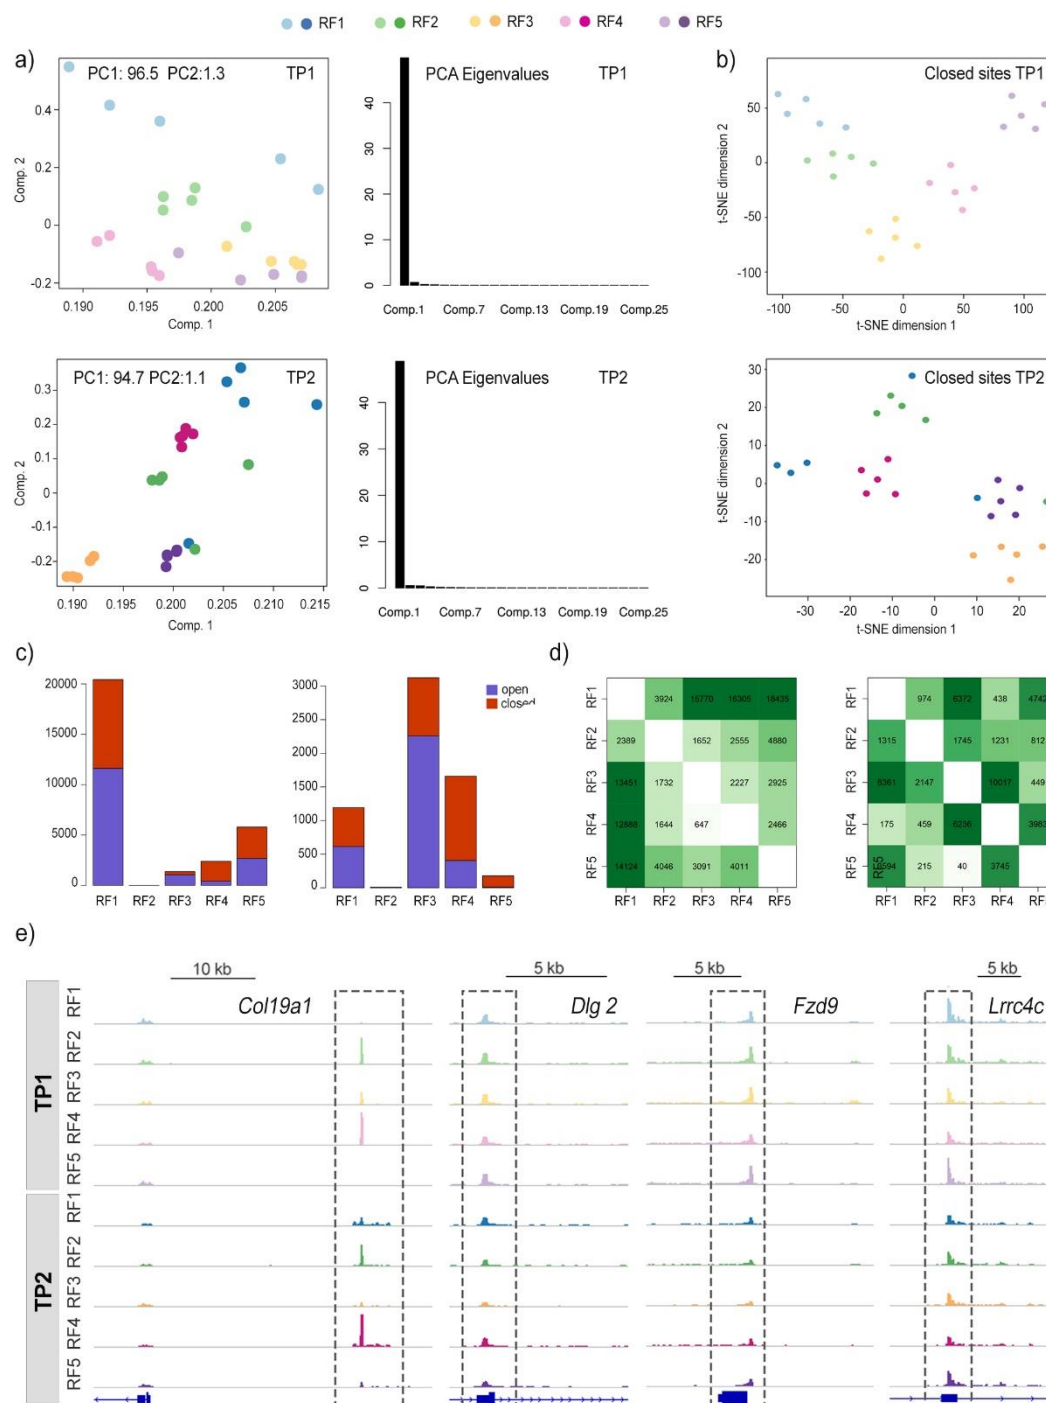 RF1 RF2 RF3 RF4 RF5
a)
PC1: 96.5 PC2:1.3 TP1
0.4
0.2
0
-0.2
Comp. 2
0.190 0.195 0.200 0.205
Comp. 1
PCA Eigenvalues TP1
40
30
20
10
0
Comp.1 Comp.7 Comp.13 Comp.19 Comp.25
b)
Closed sites TP1
50
0
-50
-100
t-SNE dimension 2
-100 -50 0 50 100
t-SNE dimension 1
PC1: 94.7 PC2:1.1 TP2
0.3
0.2
0.1
0
-0.1
-0.2
Comp. 2
0.190 0.195 0.200 0.205 0.210 0.215
Comp. 1
PCA Eigenvalues TP2
40
30
20
10
0
Comp.1 Comp.7 Comp.13 Comp.19 Comp.25
Closed sites TP2
30
20
10
0
-10
-20
t-SNE dimension 2
-30 -20 -10 0 10 20
t-SNE dimension 1
c)
20000
15000
10000
5000
0
RF1 RF2 RF3 RF4 RF5
3000
2500
2000
1500
1000
500
0
RF1 RF2 RF3 RF4 RF5
open
closed
d)
RF1 3924 15770 16305 18435
RF2 2389 1652 2555 4880
RF3 13451 1732 2227 2925
RF4 12889 1644 647 2466
RF5 14124 4046 3091 4011
RF1 RF2 RF3 RF4 RF5
RF1 974 6372 438 4742
RF2 1315 1745 1231 812
RF3 8361 2147 10017 449
RF4 175 459 6236 3983
RF5 RF5 594 215 40 3745
RF1 RF2 RF3 RF4
e)
10 kb 5 kb 5 kb 5 kb
Col19a1 Dlg 2 Fzd9 Lrrc4c
TP1
RF1
RF2
RF3
RF4
RF5
TP2
RF1
RF2
RF3
RF4
RF5